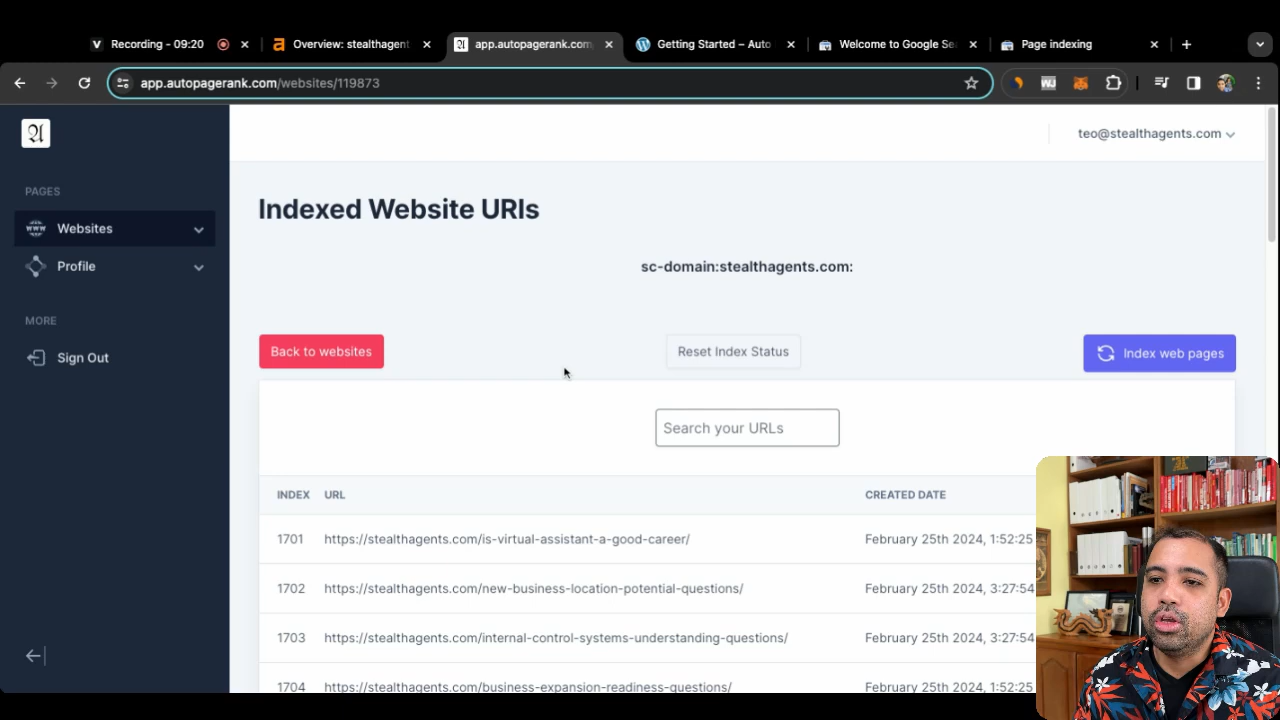 Recording - 09:20
Overview: stealthagent
app.autopagerank.com
Getting Started – Auto
Welcome to Google Se
Page indexing
app.autopagerank.com/websites/119873
teo@stealthagents.com
PAGES
Websites
Profile
MORE
Sign Out
Indexed Website URIs
sc-domain:stealthagents.com:
Back to websites
Reset Index Status
Index web pages
Search your URLs
INDEX URL CREATED DATE
1701 https://stealthagents.com/is-virtual-assistant-a-good-career/ February 25th 2024, 1:52:25
1702 https://stealthagents.com/new-business-location-potential-questions/ February 25th 2024, 3:27:54
1703 https://stealthagents.com/internal-control-systems-understanding-questions/ February 25th 2024, 3:27:54
1704 https://stealthagents.com/business-expansion-readiness-questions/ February 25th 2024, 1:52:25